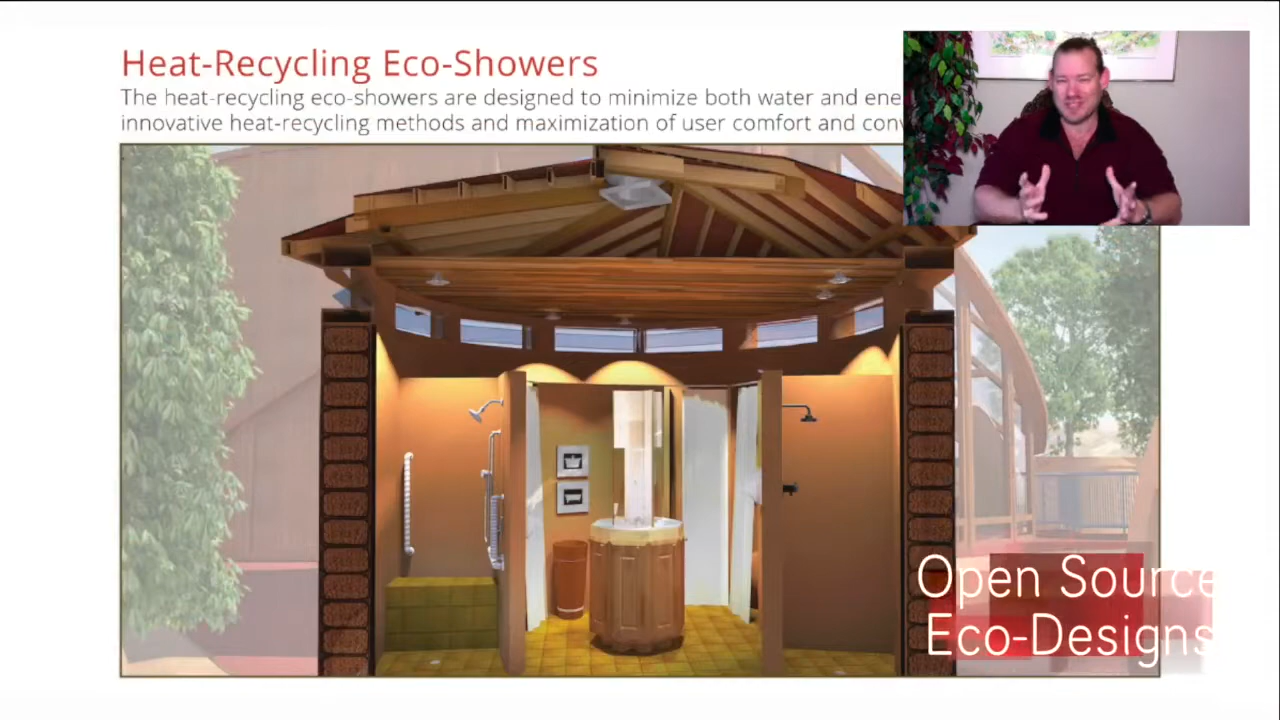 Heat-Recycling Eco-Showers
The heat-recycling eco-showers are designed to minimize both water and ene
innovative heat-recycling methods and maximization of user comfort and conv
Open Source
Eco-Designs